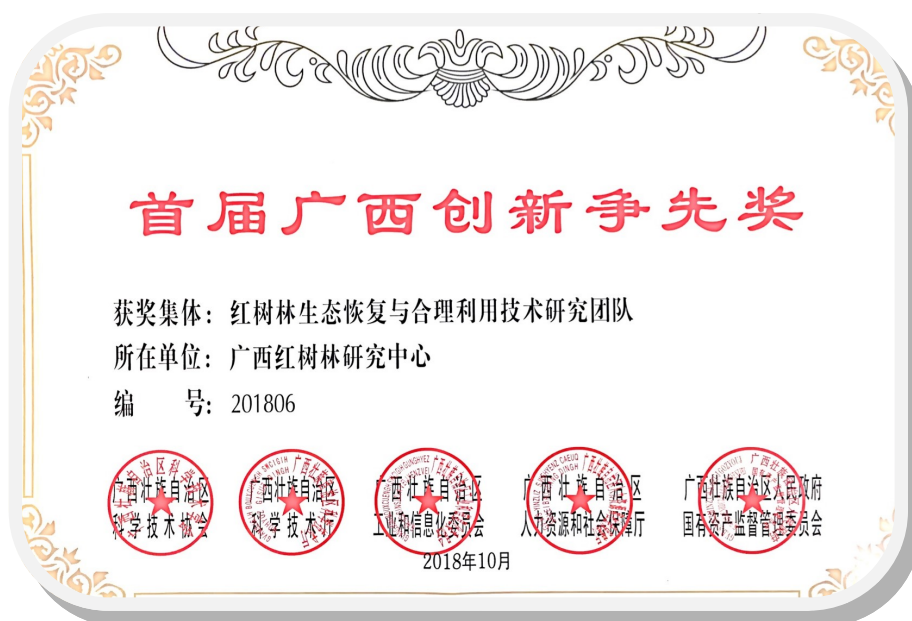 首届广西创新争先奖
获奖集体：红树林生态恢复与合理利用技术研究团队
所在单位：广西红树林研究中心
编 号：201806
广西壮族自治区 广西壮族自治区 广西壮族自治区 广西壮族自治区 广西壮族自治区人民政府
科学技术协会 科学技术厅 工业和信息化委员会 人力资源和社会保障厅 国有资产监督管理委员会
2018年10月